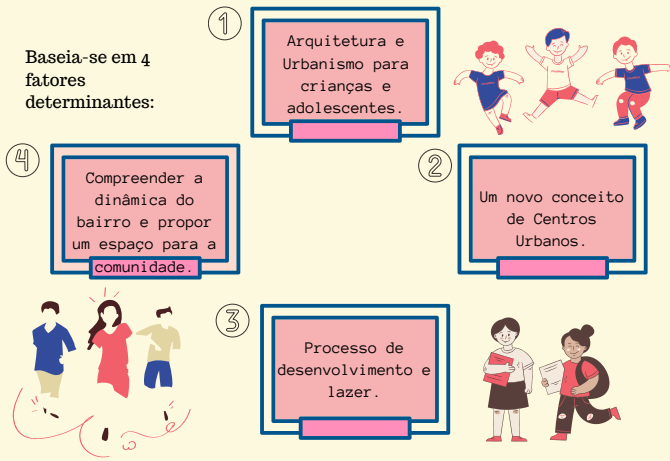 Baseia-se em 4
fatores
determinantes:
1
Arquitetura e
Urbanismo para
crianças e
adolescentes.
2
Um novo conceito
de Centros
Urbanos.
3
Processo de
desenvolvimento e
lazer.
4
Compreender a
dinâmica do
bairro e propor
um espaço para a
comunidade.